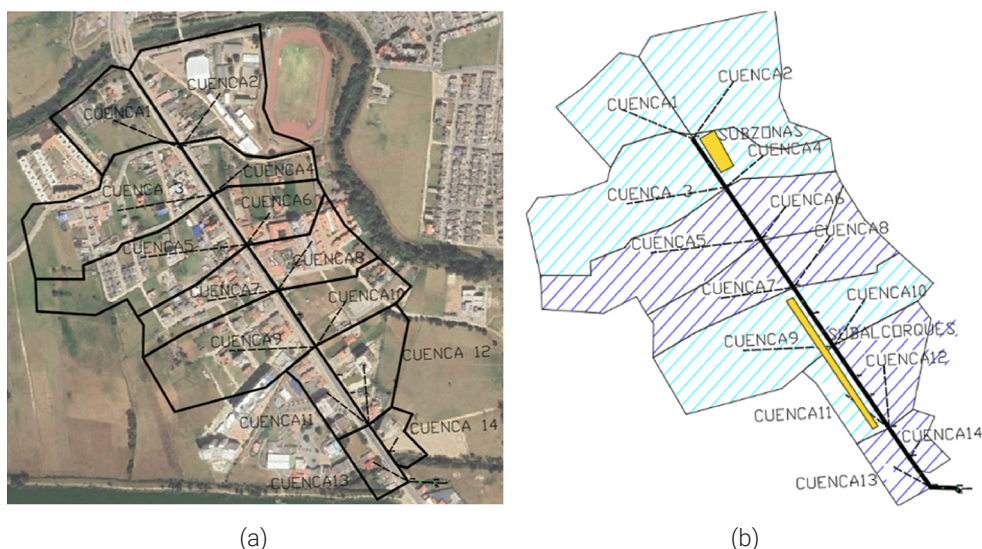 CUENCA2
CUENCA1
CUENCA4
CUENCA 3
CUENCA6
CUENCA5
CUENCA8
CUENCA7
CUENCA10
CUENCA9
CUENCA 12
CUENCA11
CUENCA 14
CUENCA13
(a)
CUENCA2
CUENCA1
SUBZONAS
CUENCA4
CUENCA 3
CUENCA6
CUENCA8
CUENCA5
CUENCA7
CUENCA10
SUBALCORQUES
CUENCA9
CUENCA12
CUENCA11
CUENCA14
CUENCA13
(b)